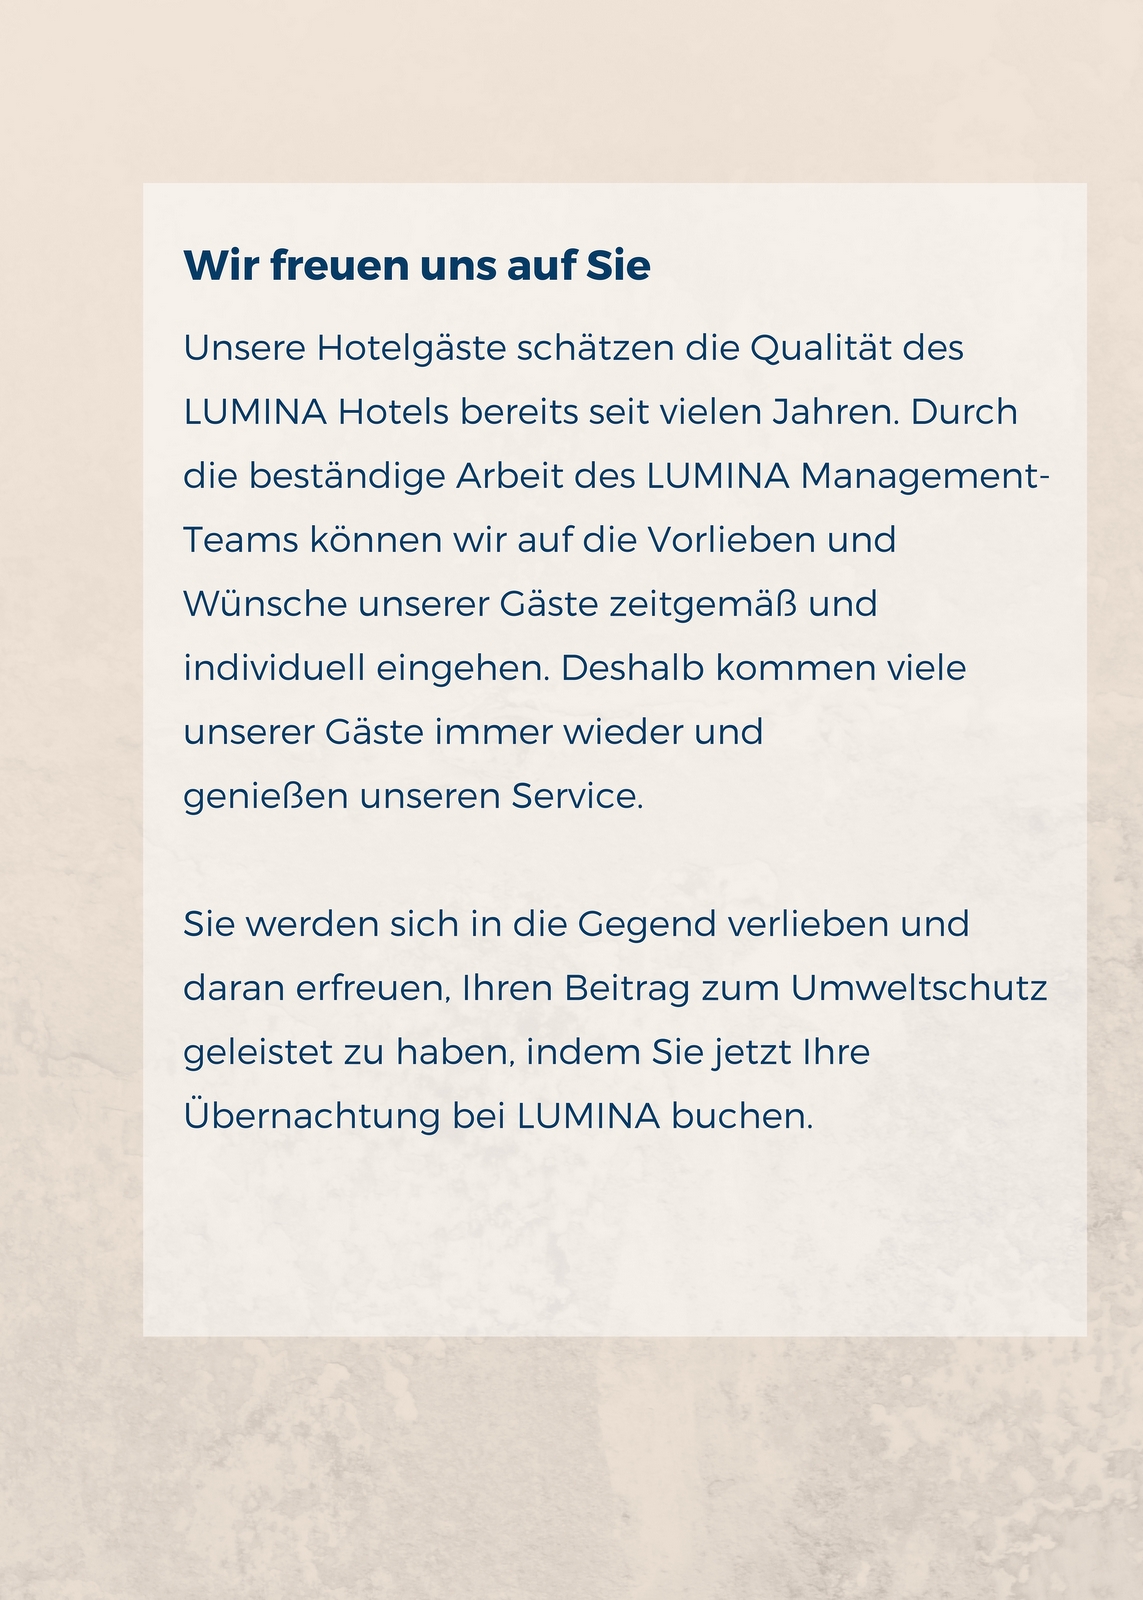 Wir freuen uns auf Sie
Unsere Hotelgäste schätzen die Qualität des
LUMINA Hotels bereits seit vielen Jahren. Durch
die beständige Arbeit des LUMINA Management-
Teams können wir auf die Vorlieben und
Wünsche unserer Gäste zeitgemäß und
individuell eingehen. Deshalb kommen viele
unserer Gäste immer wieder und
genießen unseren Service.
Sie werden sich in die Gegend verlieben und
daran erfreuen, Ihren Beitrag zum Umweltschutz
geleistet zu haben, indem Sie jetzt Ihre
Übernachtung bei LUMINA buchen.